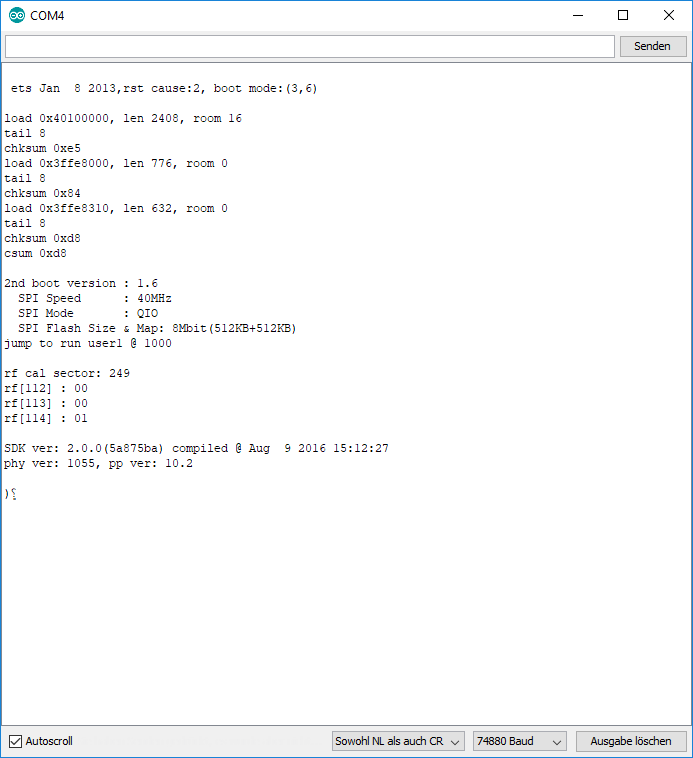 COM4
Senden
ets Jan  8 2013,rst cause:2, boot mode:(3,6)
load 0x40100000, len 2408, room 16
tail 8
chksum 0xe5
load 0x3ffe8000, len 776, room 0
tail 8
chksum 0x84
load 0x3ffe8310, len 632, room 0
tail 8
chksum 0xd8
csum 0xd8
2nd boot version : 1.6
SPI Speed      : 40MHz
SPI Mode       : QIO
SPI Flash Size & Map: 8Mbit(512KB+512KB)
jump to run user1 @ 1000
rf cal sector: 249
rf[112] : 00
rf[113] : 00
rf[114] : 01
SDK ver: 2.0.0(5a875ba) compiled @ Aug  9 2016 15:12:27
phy ver: 1055, pp ver: 10.2
)
Autoscroll
Sowohl NL als auch CR
74880 Baud
Ausgabe löschen